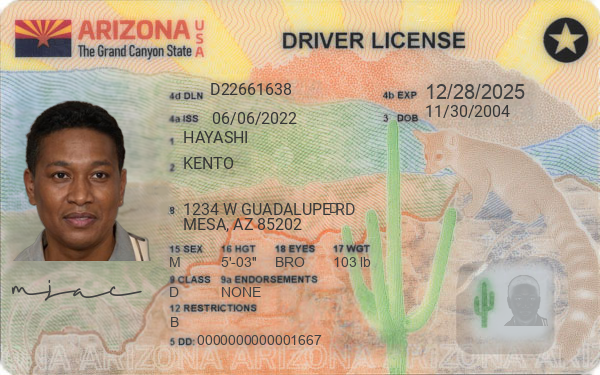 ARIZONA USA
The Grand Canyon State
DRIVER LICENSE
4d DLN D22661638
4b EXP 12/28/2025
4a ISS 06/06/2022
3 DOB 11/30/2004
1 HAYASHI
2 KENTO
8 1234 W GUADALUPE RD
MESA, AZ 85202
15 SEX 16 HGT 18 EYES 17 WGT
M 5'-03" BRO 103 lb
9 CLASS 9a ENDORSEMENTS
D NONE
12 RESTRICTIONS
B
5 DD: 0000000000001667
ARIZONA ARIZONA ARIZONA ARIZONA